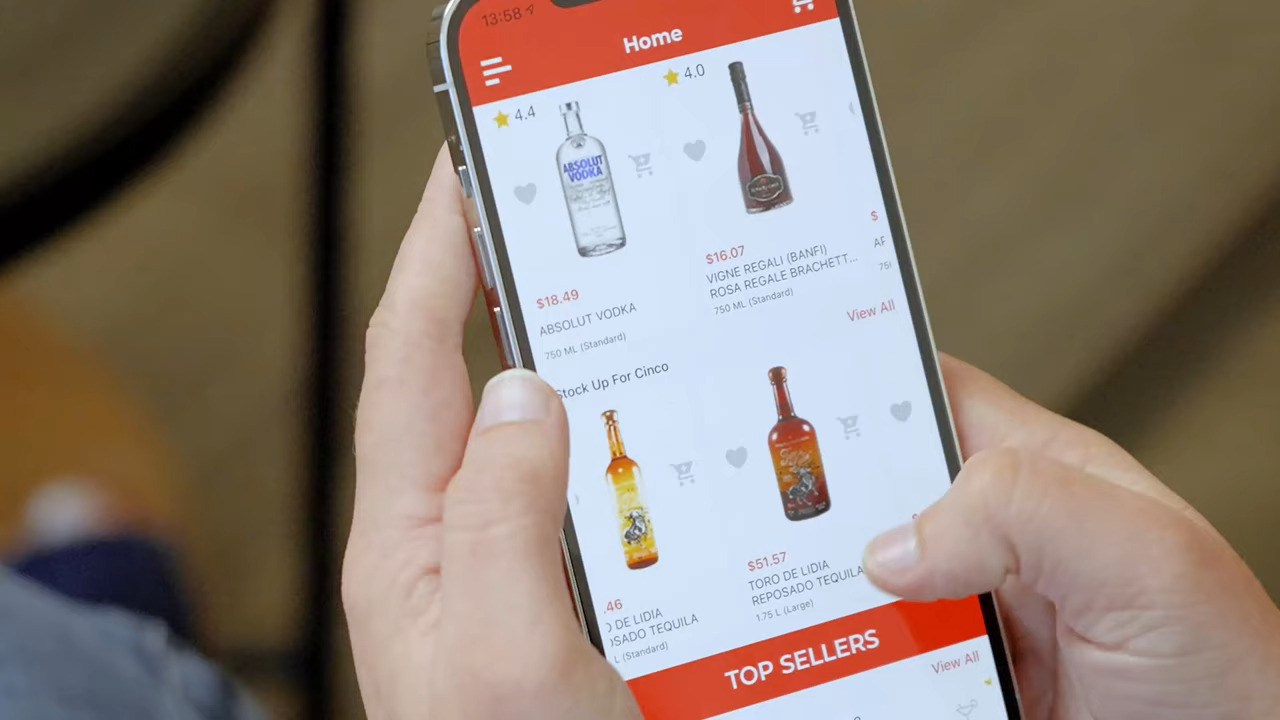 13:58
Home
4.4
4.0
ABSOLUT
VODKA
$18.49
ABSOLUT VODKA
750 ML (Standard)
$16.07
VIGNE REGALI (BANFI)
ROSA REGALE BRACHETT...
750 ML (Standard)
$
AF
750
View All
Stock Up For Cinco
.46
DE LIDIA
OSADO TEQUILA
L (Standard)
$51.57
TORO DE LIDIA
REPOSADO TEQUILA
1.75 L (Large)
TOP SELLERS
View All